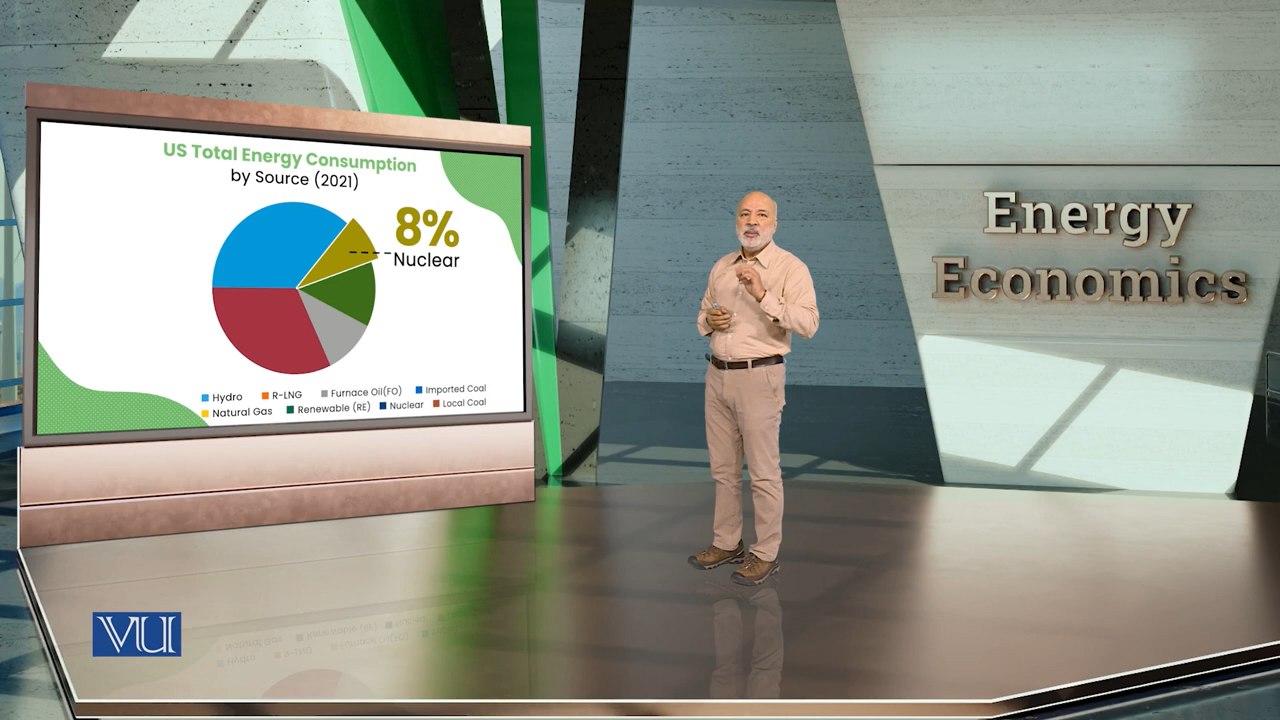 US Total Energy Consumption
by Source (2021)
8%
Nuclear
Hydro R-LNG Furnace Oil(FO) Imported Coal
Natural Gas Renewable (RE) Nuclear Local Coal
Energy
Economics
VU